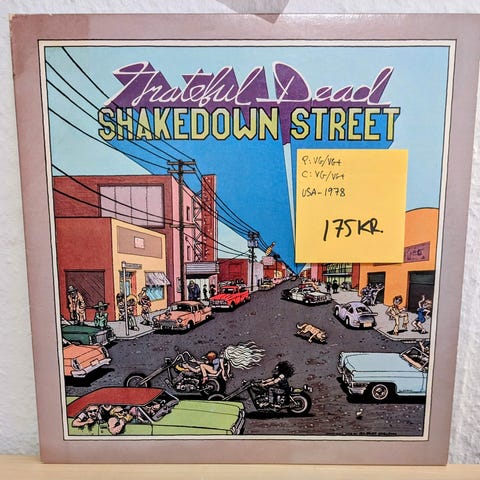 Grateful Dead
SHAKEDOWN STREET
P: VG/VG+
C: VG/VG+
USA-1978
175KR.